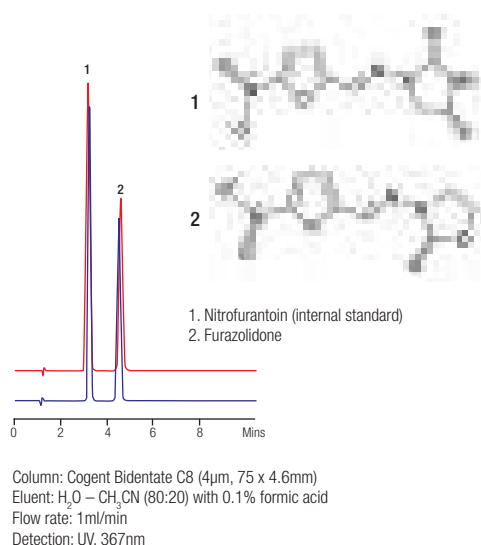 1
1
2
2
1. Nitrofurantoin (internal standard)
2. Furazolidone
0 2 4 6 8 Mins
Column: Cogent Bidentate C8 (4µm, 75 x 4.6mm)
Eluent: H₂O – CH₃CN (80:20) with 0.1% formic acid
Flow rate: 1ml/min
Detection: UV, 367nm